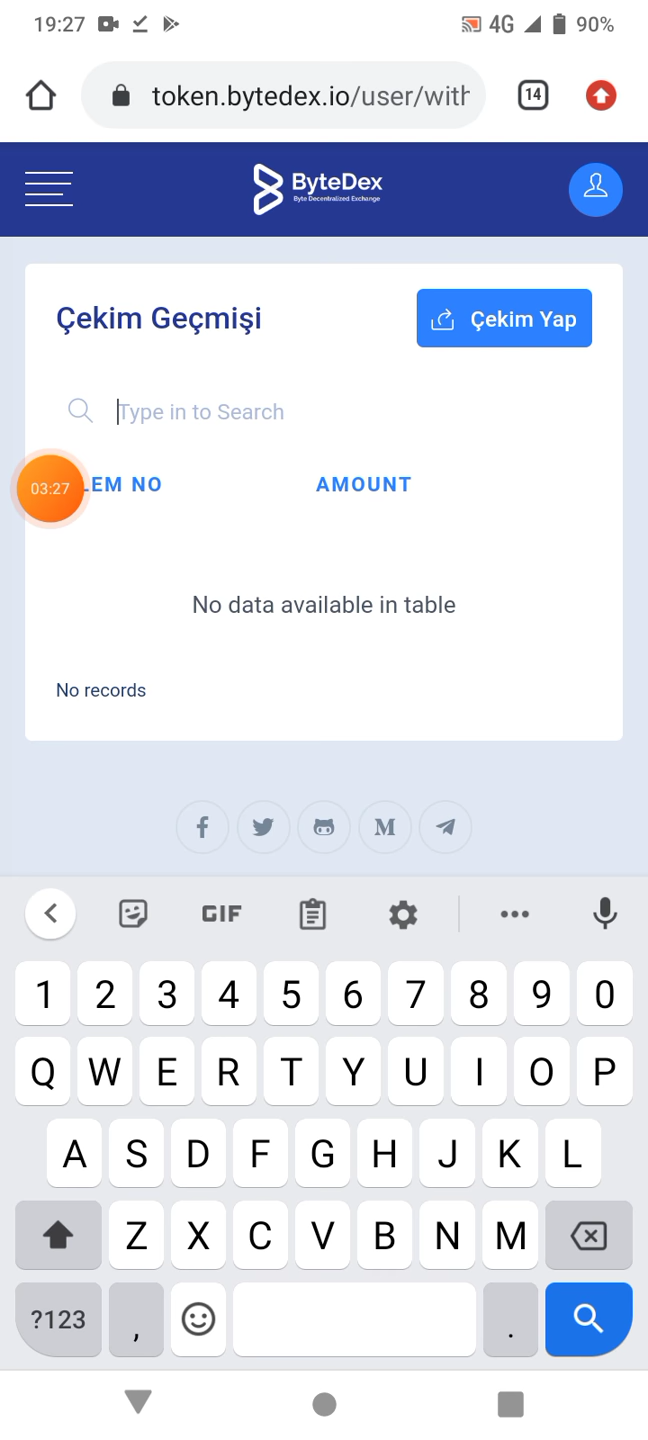 19:27 4G 90%
token.bytedex.io/user/with 14
ByteDex
Byte Decentralized Exchange
Çekim Geçmişi Çekim Yap
Type in to Search
03:27 LEM NO AMOUNT
No data available in table
No records
GIF
1 2 3 4 5 6 7 8 9 0
Q W E R T Y U I O P
A S D F G H J K L
Z X C V B N M
?123 , .